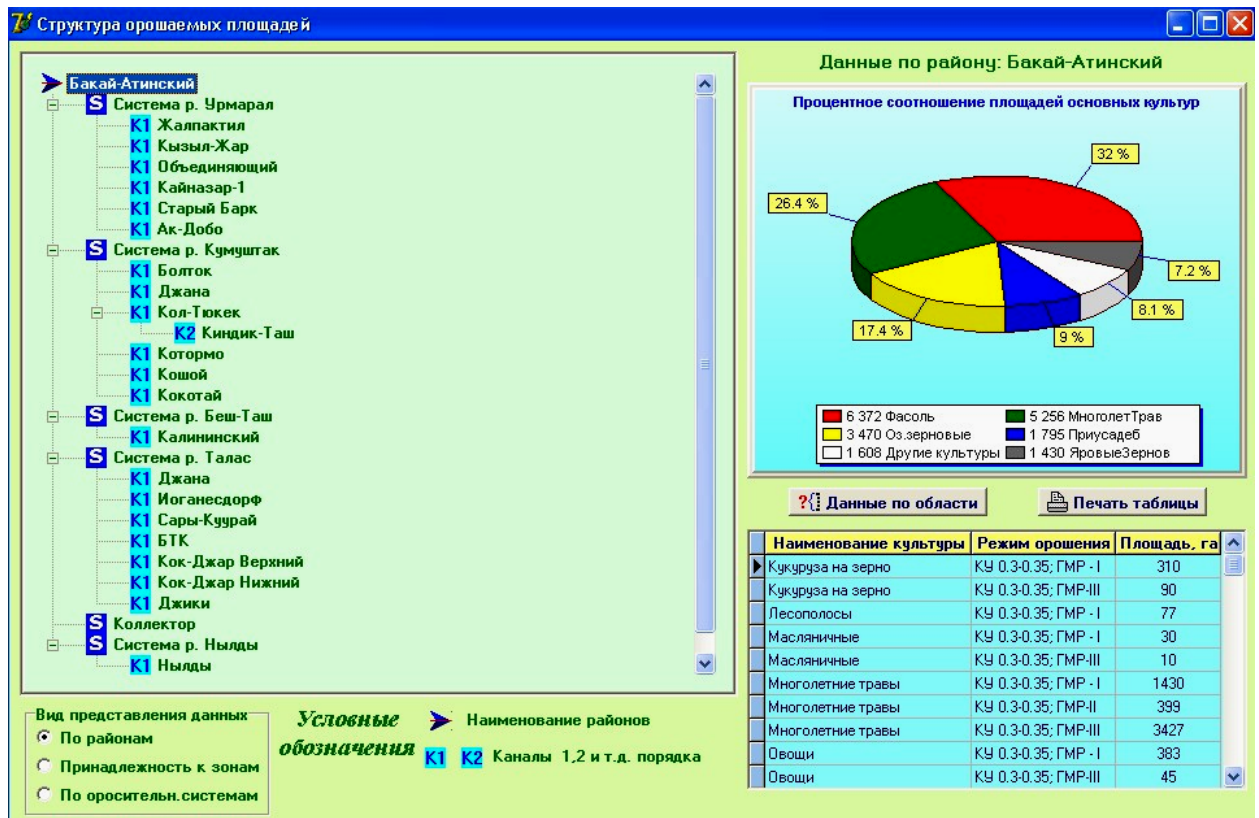 Структура орошаемых площадей
Бакай-Атинский
S Система р. Урмарал
K1 Жалпактил
K1 Кызыл-Жар
K1 Объединяющий
K1 Кайназар-1
K1 Старый Барк
K1 Ак-Добо
S Система р. Кумуштак
K1 Болток
K1 Джана
K1 Кол-Тюкек
K2 Киндик-Таш
K1 Котормо
K1 Кошой
K1 Кокотай
S Система р. Беш-Таш
K1 Калининский
S Система р. Талас
K1 Джана
K1 Иоганесдорф
K1 Сары-Куурай
K1 БТК
K1 Кок-Джар Верхний
K1 Кок-Джар Нижний
K1 Джики
S Коллектор
S Система р. Нылды
K1 Нылды
Вид представления данных
По районам
Принадлежность к зонам
По оросительн.системам
Условные обозначения
Наименование районов
K1 K2 Каналы 1,2 и т.д. порядка
Данные по району: Бакай-Атинский
Процентное соотношение площадей основных культур
32 %
26.4 %
7.2 %
8.1 %
17.4 %
9 %
6 372 Фасоль 5 256 МноголетТрав
3 470 Оз.зерновые 1 795 Приусадеб
1 608 Другие культуры 1 430 ЯровыеЗернов
?{ Данные по области Печать таблицы
Наименование культуры Режим орошения Площадь, га
Кукуруза на зерно КУ 0.3-0.35; ГМР - I 310
Кукуруза на зерно КУ 0.3-0.35; ГМР-III 90
Лесополосы КУ 0.3-0.35; ГМР - I 77
Масляничные КУ 0.3-0.35; ГМР - I 30
Масляничные КУ 0.3-0.35; ГМР-III 10
Многолетние травы КУ 0.3-0.35; ГМР - I 1430
Многолетние травы КУ 0.3-0.35; ГМР-II 399
Многолетние травы КУ 0.3-0.35; ГМР-III 3427
Овощи КУ 0.3-0.35; ГМР - I 383
Овощи КУ 0.3-0.35; ГМР-III 45